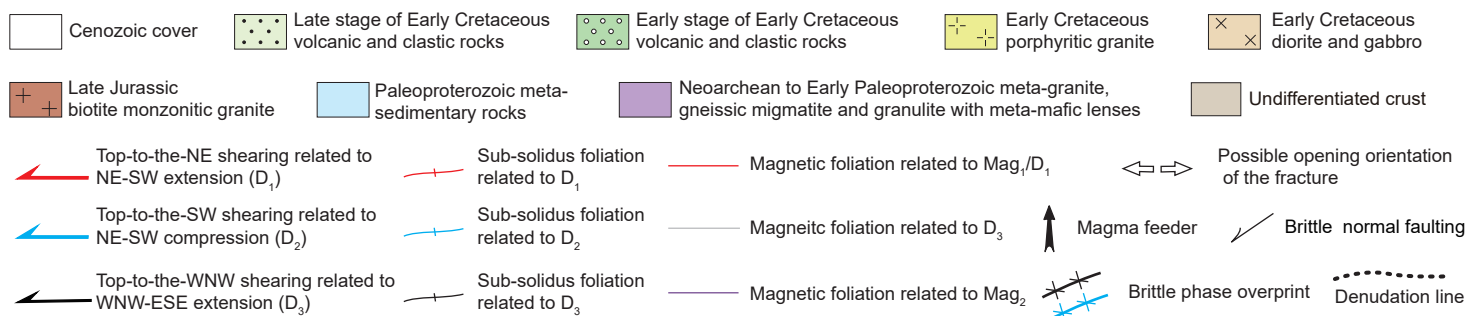 Cenozoic cover
Late stage of Early Cretaceous
volcanic and clastic rocks
Early stage of Early Cretaceous
volcanic and clastic rocks
Early Cretaceous
porphyritic granite
Early Cretaceous
diorite and gabbro
Late Jurassic
biotite monzonitic granite
Paleoproterozoic meta-
sedimentary rocks
Neoarchean to Early Paleoproterozoic meta-granite,
gneissic migmatite and granulite with meta-mafic lenses
Undifferentiated crust
Top-to-the-NE shearing related to
NE-SW extension (D₁)
Sub-solidus foliation
related to D₁
Magnetic foliation related to Mag₁/D₁
Possible opening orientation
of the fracture
Top-to-the-SW shearing related to
NE-SW compression (D₂)
Sub-solidus foliation
related to D₂
Magneitc foliation related to D₃
Magma feeder
Brittle normal faulting
Top-to-the-WNW shearing related to
WNW-ESE extension (D₃)
Sub-solidus foliation
related to D₃
Magnetic foliation related to Mag₂
Brittle phase overprint
Denudation line